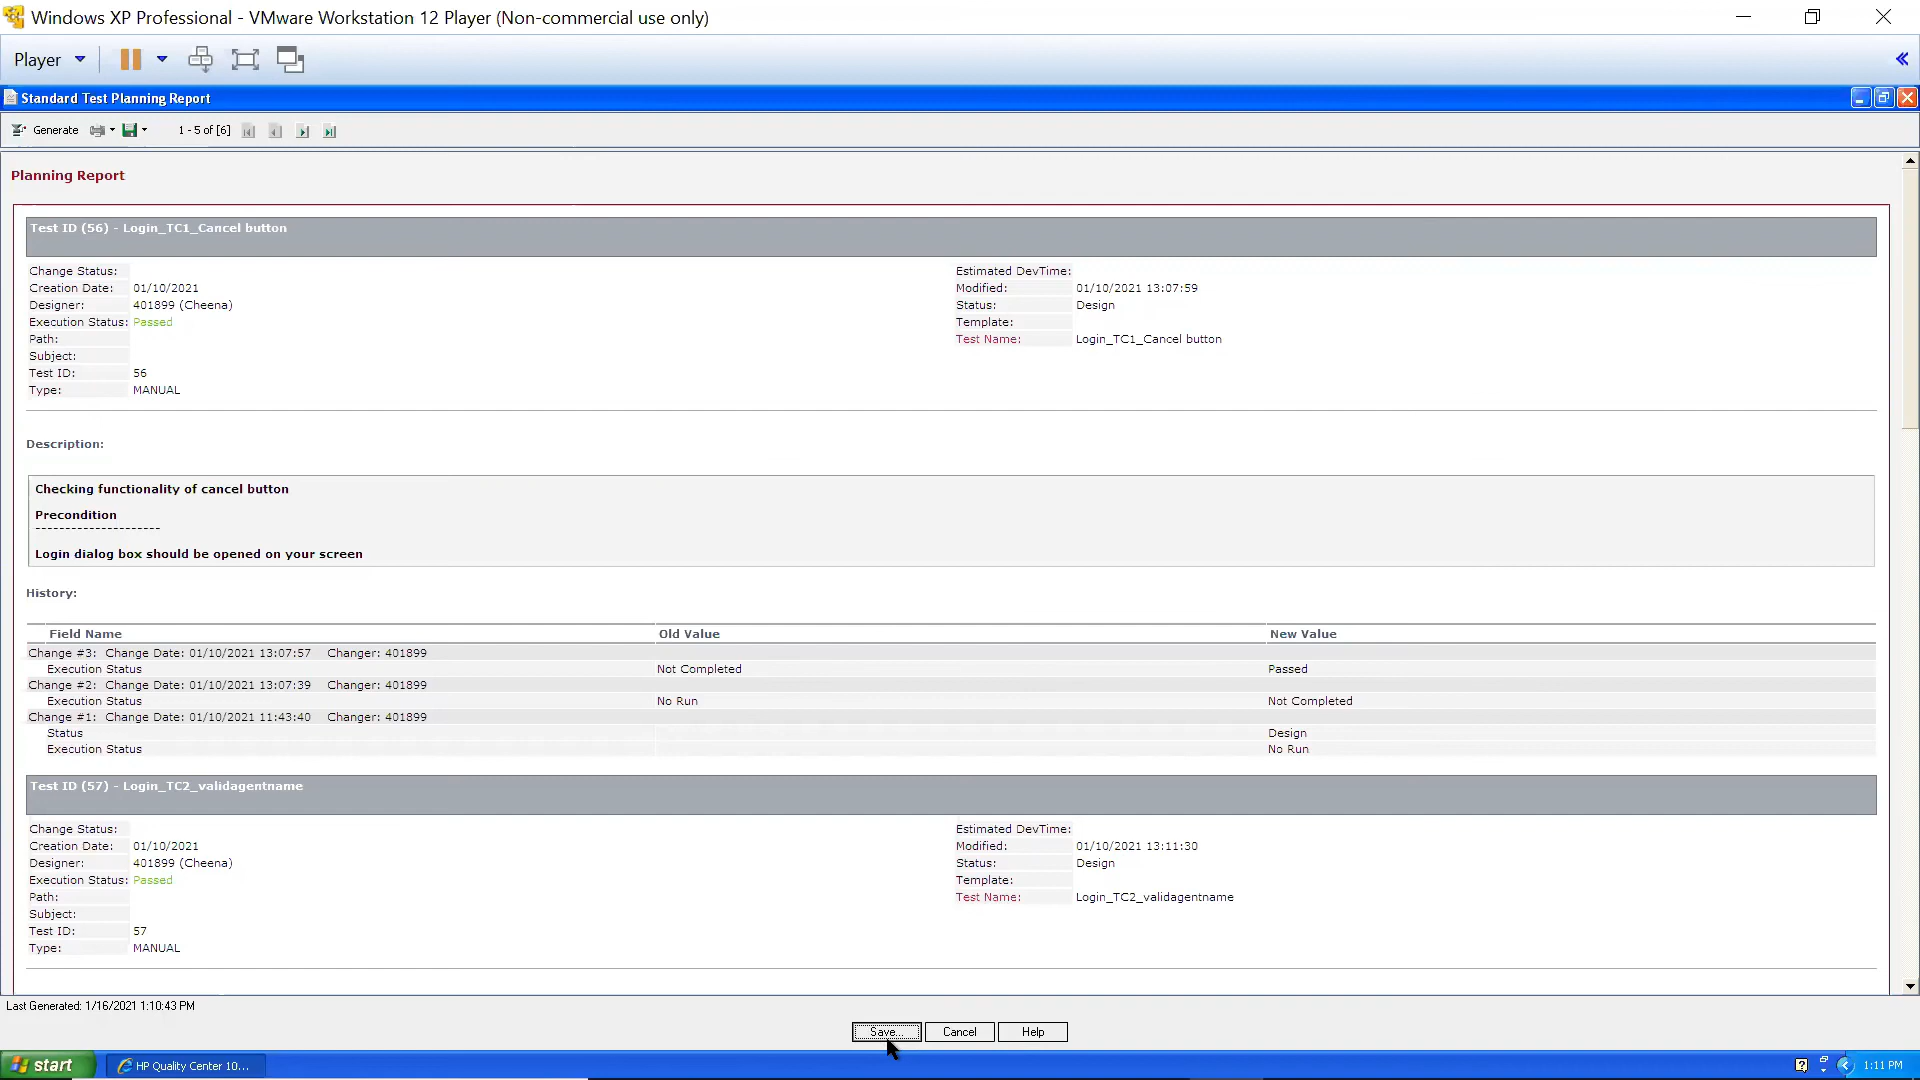 Windows XP Professional - VMware Workstation 12 Player (Non-commercial use only)
Player
Standard Test Planning Report
Generate 1 - 5 of [6]
Planning Report
Test ID (56) - Login_TC1_Cancel button
Change Status: Estimated DevTime:
Creation Date: 01/10/2021 Modified: 01/10/2021 13:07:59
Designer: 401899 (Cheena) Status: Design
Execution Status: Passed Template:
Path: Test Name: Login_TC1_Cancel button
Subject:
Test ID: 56
Type: MANUAL
Description:
Checking functionality of cancel button
Precondition
---------------------
Login dialog box should be opened on your screen
History:
Field Name Old Value New Value
Change #3: Change Date: 01/10/2021 13:07:57 Changer: 401899
Execution Status Not Completed Passed
Change #2: Change Date: 01/10/2021 13:07:39 Changer: 401899
Execution Status No Run Not Completed
Change #1: Change Date: 01/10/2021 11:43:40 Changer: 401899
Status Design
Execution Status No Run
Test ID (57) - Login_TC2_validagentname
Change Status: Estimated DevTime:
Creation Date: 01/10/2021 Modified: 01/10/2021 13:11:30
Designer: 401899 (Cheena) Status: Design
Execution Status: Passed Template:
Path: Test Name: Login_TC2_validagentname
Subject:
Test ID: 57
Type: MANUAL
Last Generated: 1/16/2021 1:10:43 PM
Save... Cancel Help
start HP Quality Center 10... 1:11 PM